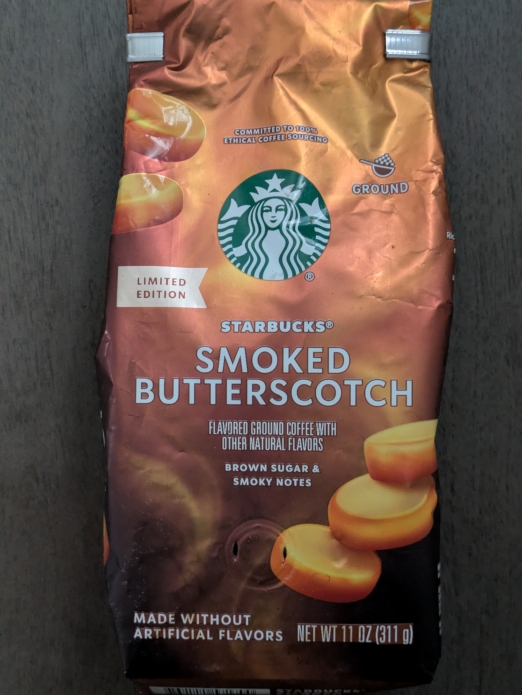 COMMITTED TO 100%
ETHICAL COFFEE SOURCING
GROUND
®
LIMITED
EDITION
STARBUCKS®
SMOKED
BUTTERSCOTCH
FLAVORED GROUND COFFEE WITH
OTHER NATURAL FLAVORS
BROWN SUGAR &
SMOKY NOTES
MADE WITHOUT
ARTIFICIAL FLAVORS
NET WT 11 OZ (311 g)
STARBUCKS